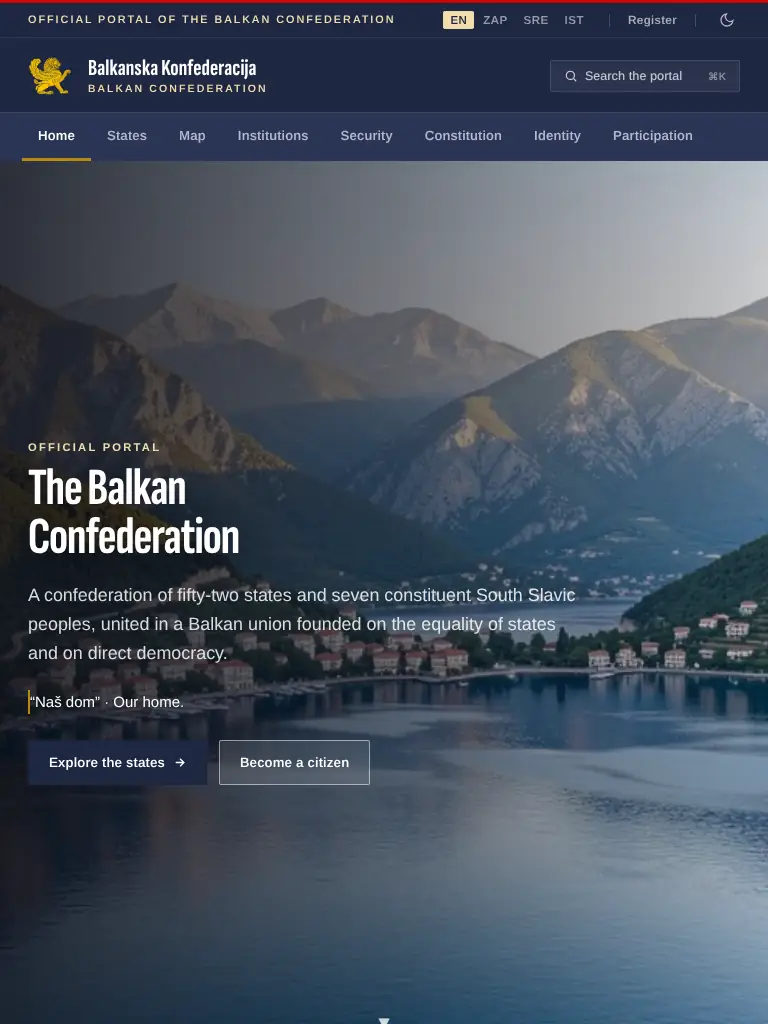 OFFICIAL PORTAL OF THE BALKAN CONFEDERATION
EN ZAP SRE IST Register
Balkanska Konfederacija
BALKAN CONFEDERATION
Search the portal ⌘K
Home States Map Institutions Security Constitution Identity Participation
OFFICIAL PORTAL
The Balkan
Confederation
A confederation of fifty-two states and seven constituent South Slavic
peoples, united in a Balkan union founded on the equality of states
and on direct democracy.
“Naš dom” · Our home.
Explore the states →
Become a citizen